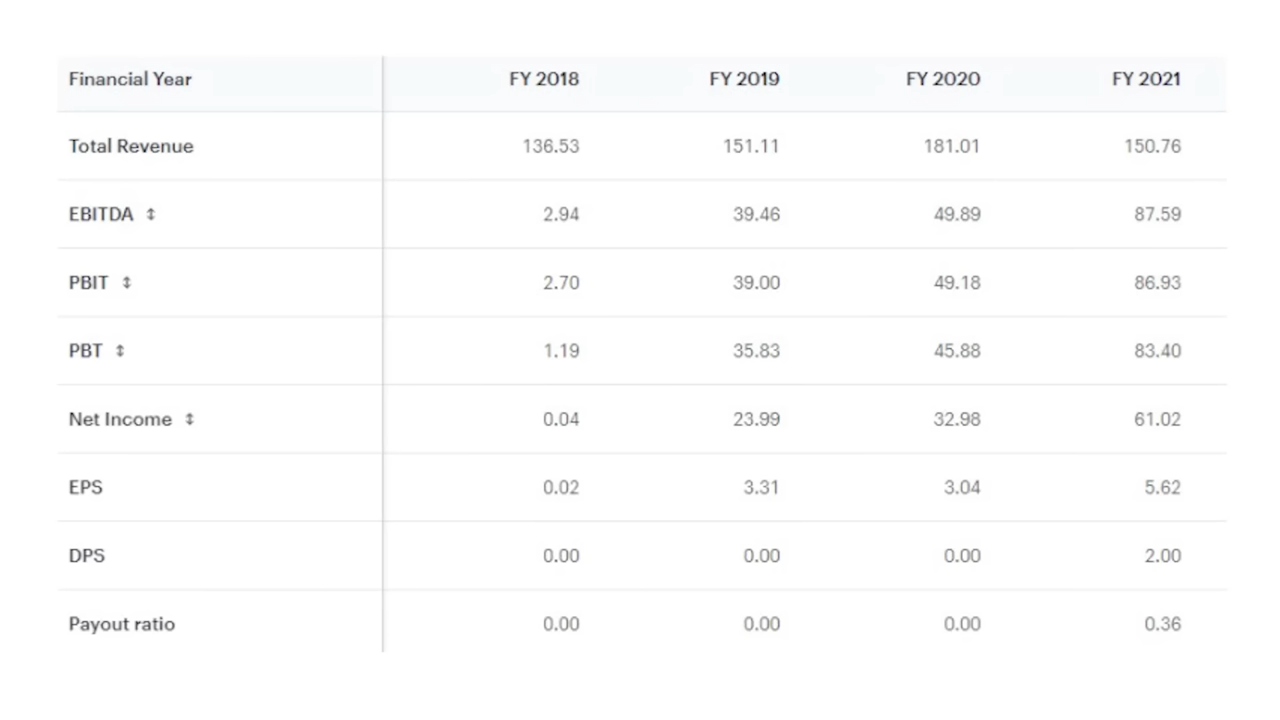 Financial Year FY 2018 FY 2019 FY 2020 FY 2021
Total Revenue 136.53 151.11 181.01 150.76
EBITDA ↕ 2.94 39.46 49.89 87.59
PBIT ↕ 2.70 39.00 49.18 86.93
PBT ↕ 1.19 35.83 45.88 83.40
Net Income ↕ 0.04 23.99 32.98 61.02
EPS 0.02 3.31 3.04 5.62
DPS 0.00 0.00 0.00 2.00
Payout ratio 0.00 0.00 0.00 0.36